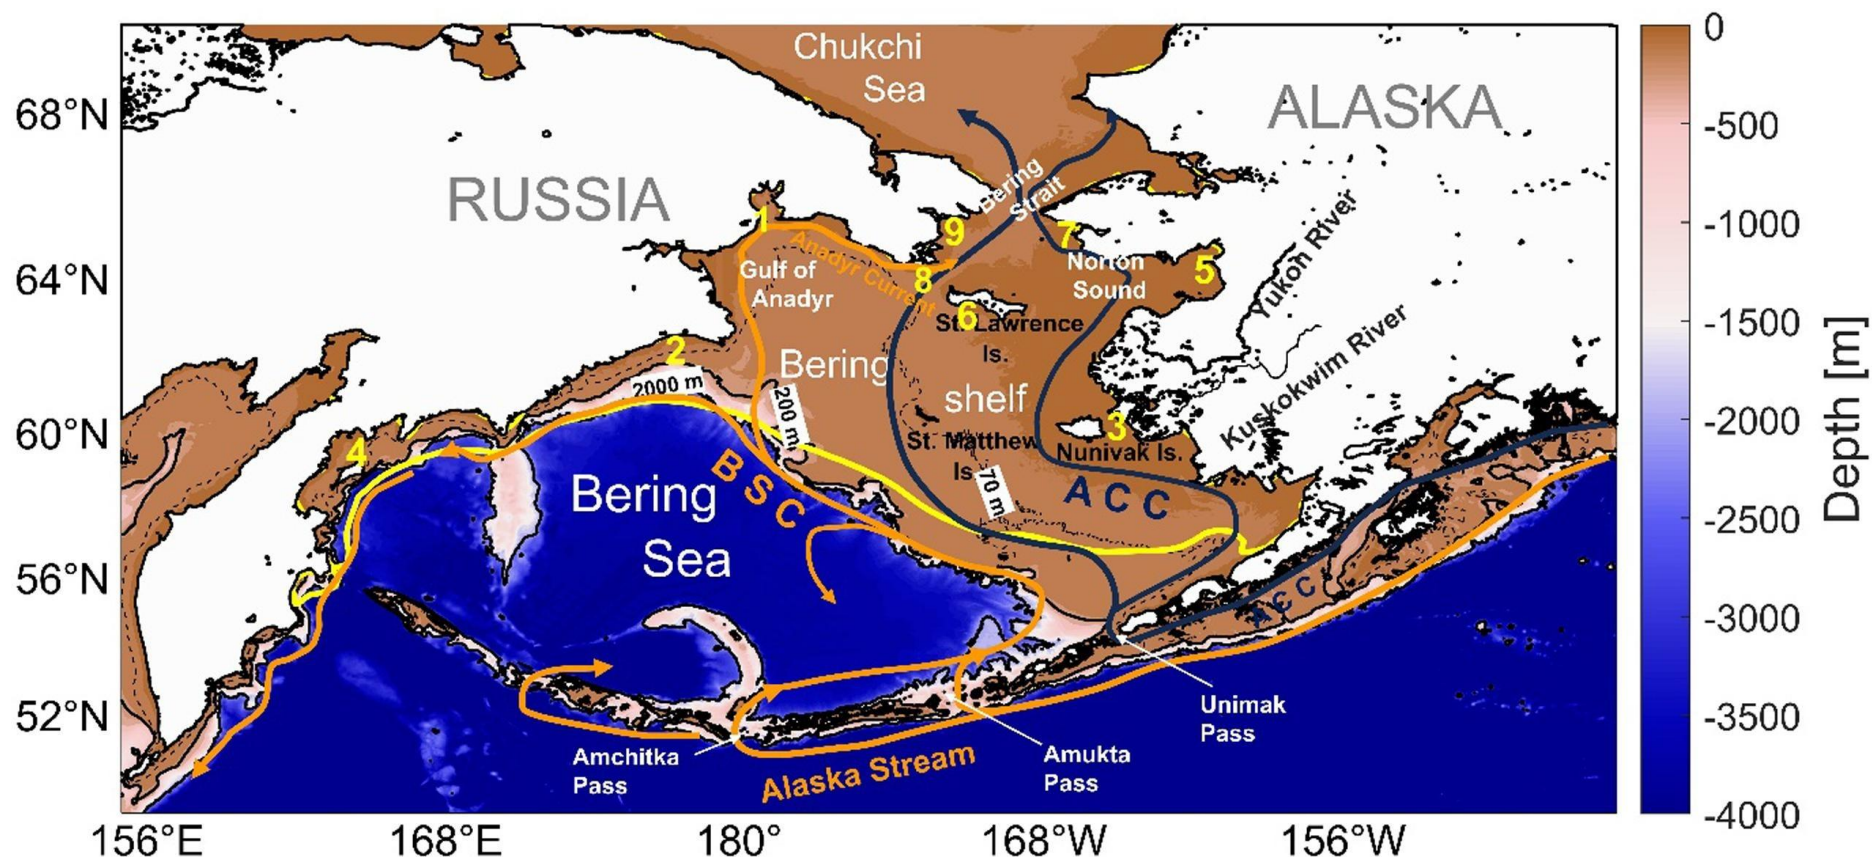 Chukchi
Sea
ALASKA
RUSSIA
Bering
Strait
1
9
7
5
Anadyr Current
Gulf of
Anadyr
8
Norton
Sound
6
St. Lawrence
Is.
Yukon River
Kuskokwim River
2
2000 m
200 m
Bering
shelf
St. Matthew
Is.
3
Nunivak Is.
4
BSC
70 m
ACC
Bering
Sea
ACC
Unimak
Pass
Amchitka
Pass
Amukta
Pass
Alaska Stream
68°N
64°N
60°N
56°N
52°N
156°E
168°E
180°
168°W
156°W
0
-500
-1000
-1500
-2000
-2500
-3000
-3500
-4000
Depth [m]